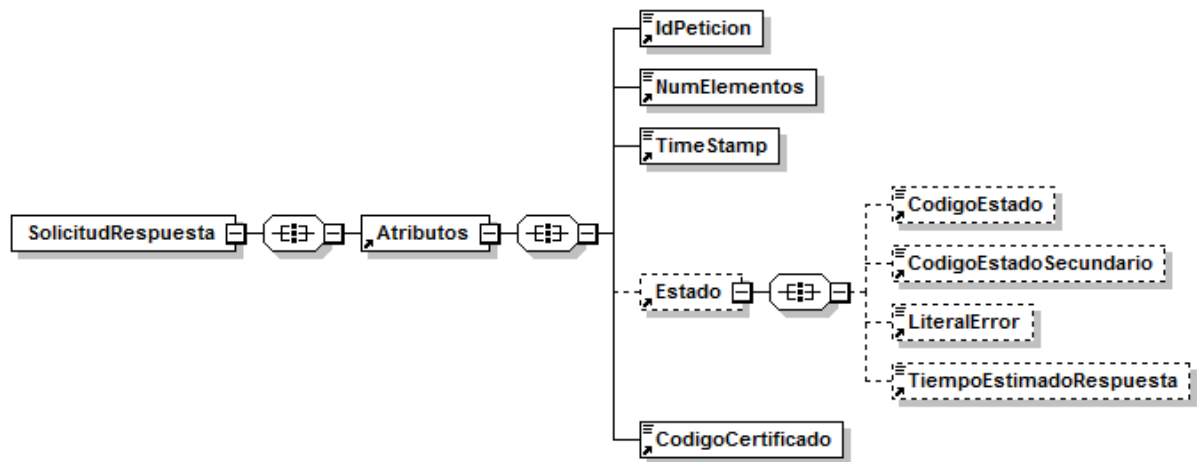 IdPeticion
NumElementos
TimeStamp
SolicitudRespuesta
Atributos
Estado
CodigoEstado
CodigoEstadoSecundario
LiteralError
TiempoEstimadoRespuesta
CodigoCertificado